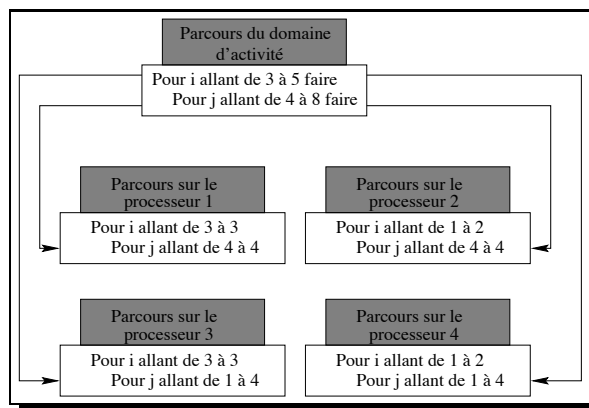 Parcours du domaine
d'activité
Pour i allant de 3 à 5 faire
Pour j allant de 4 à 8 faire
Parcours sur le
processeur 1
Pour i allant de 3 à 3
Pour j allant de 4 à 4
Parcours sur le
processeur 2
Pour i allant de 1 à 2
Pour j allant de 4 à 4
Parcours sur le
processeur 3
Pour i allant de 3 à 3
Pour j allant de 1 à 4
Parcours sur le
processeur 4
Pour i allant de 1 à 2
Pour j allant de 1 à 4